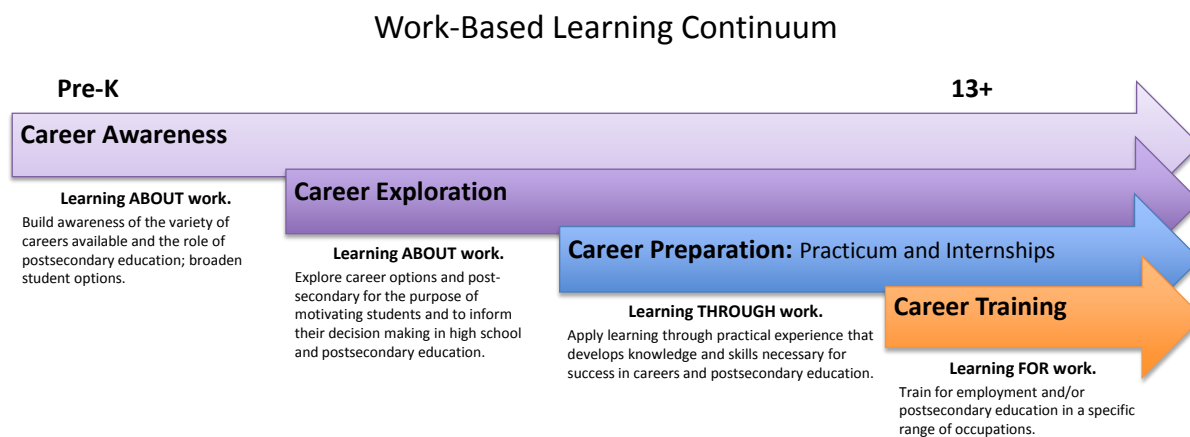 Work-Based Learning Continuum
Pre-K
13+
Career Awareness
Learning ABOUT work.
Build awareness of the variety of
careers available and the role of
postsecondary education; broaden
student options.
Career Exploration
Learning ABOUT work.
Explore career options and post-
secondary for the purpose of
motivating students and to inform
their decision making in high school
and postsecondary education.
Career Preparation: Practicum and Internships
Learning THROUGH work.
Apply learning through practical experience that
develops knowledge and skills necessary for
success in careers and postsecondary education.
Career Training
Learning FOR work.
Train for employment and/or
postsecondary education in a specific
range of occupations.